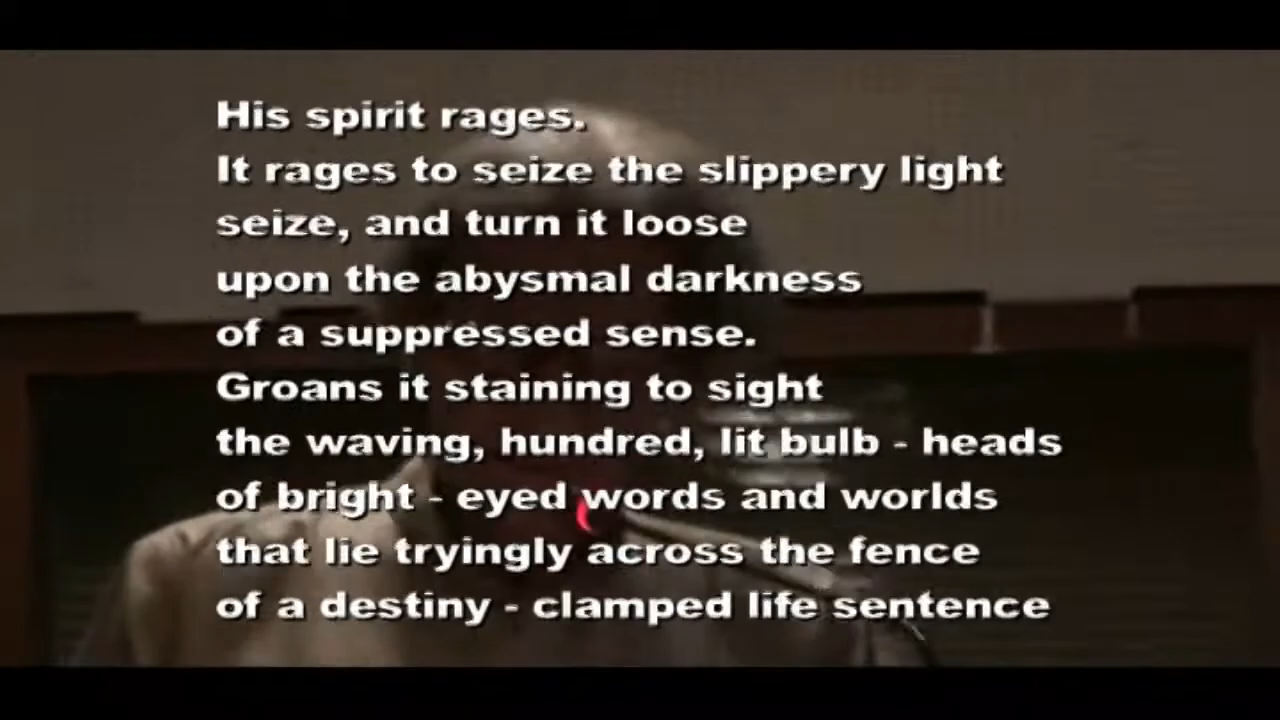 His spirit rages.
It rages to seize the slippery light
seize, and turn it loose
upon the abysmal darkness
of a suppressed sense.
Groans it staining to sight
the waving, hundred, lit bulb - heads
of bright - eyed words and worlds
that lie tryingly across the fence
of a destiny - clamped life sentence